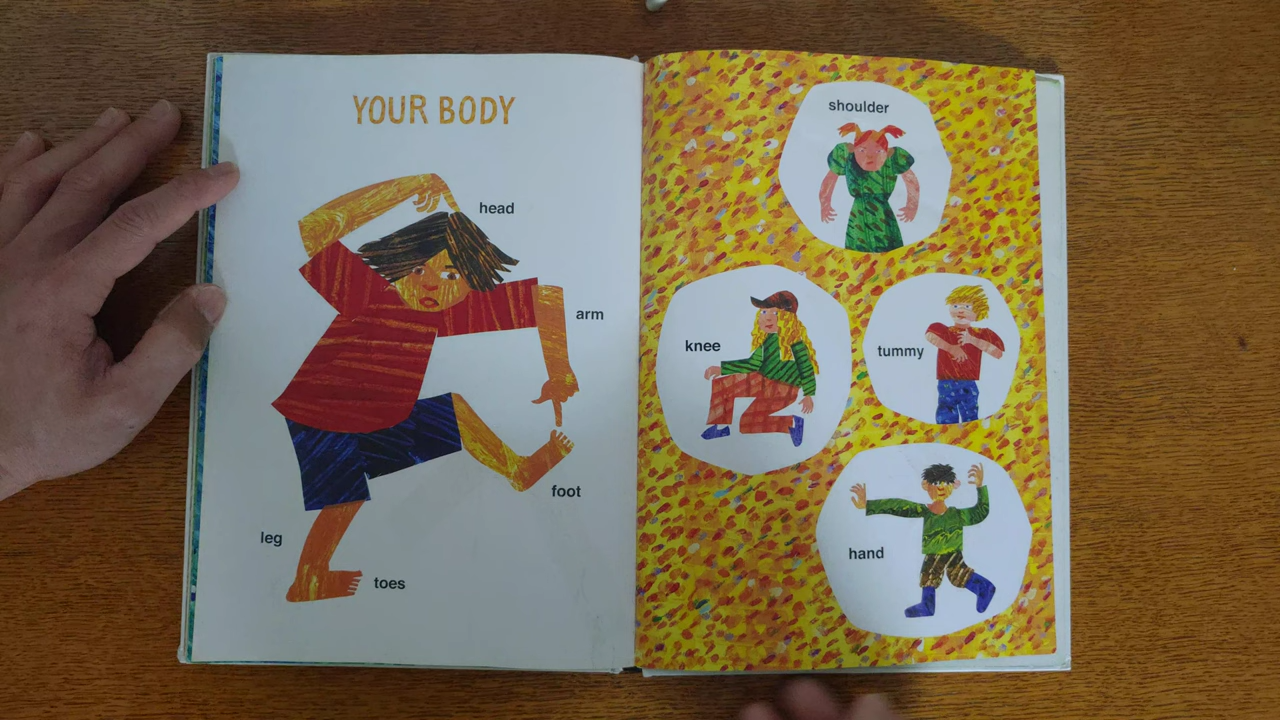 YOUR BODY
head
arm
foot
leg
toes
shoulder
knee
tummy
hand